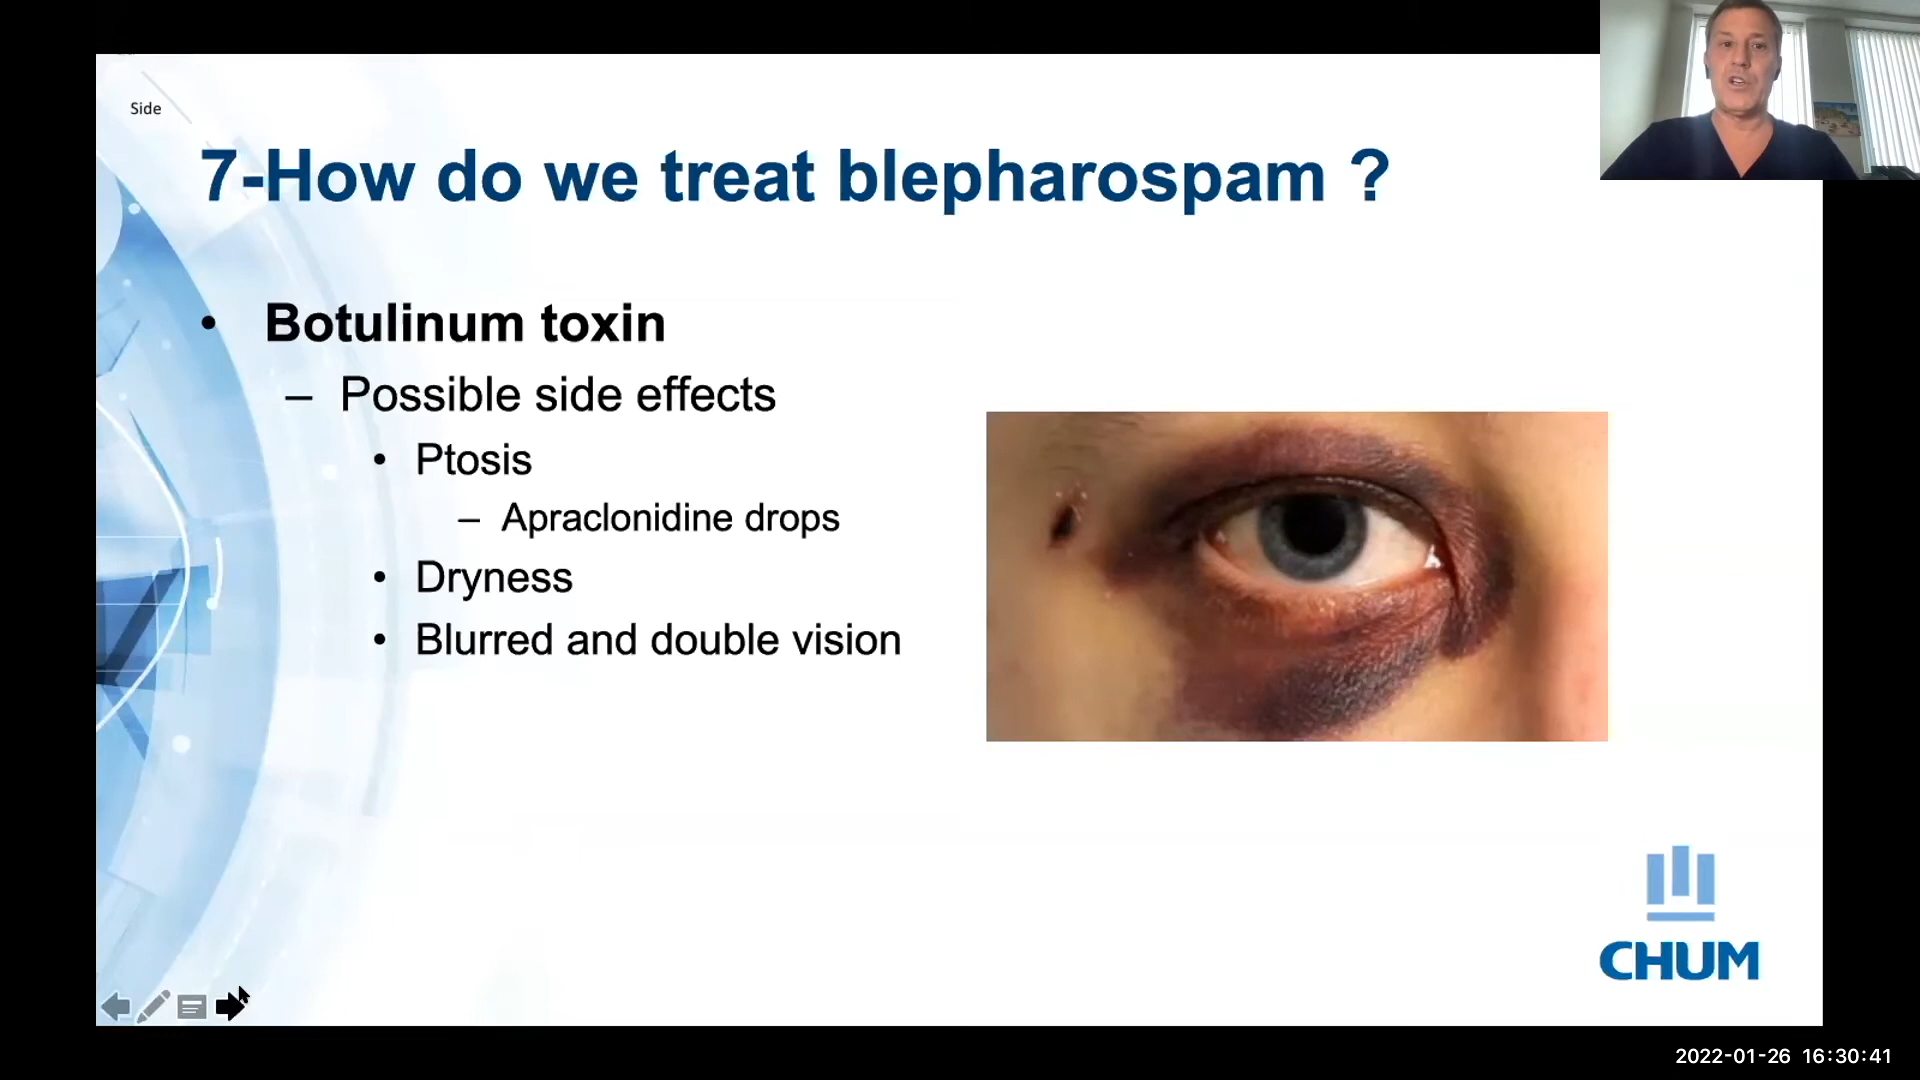 Side
7-How do we treat blepharospam ?
• Botulinum toxin
– Possible side effects
• Ptosis
– Apraclonidine drops
• Dryness
• Blurred and double vision
CHUM
2022-01-26 16:30:41